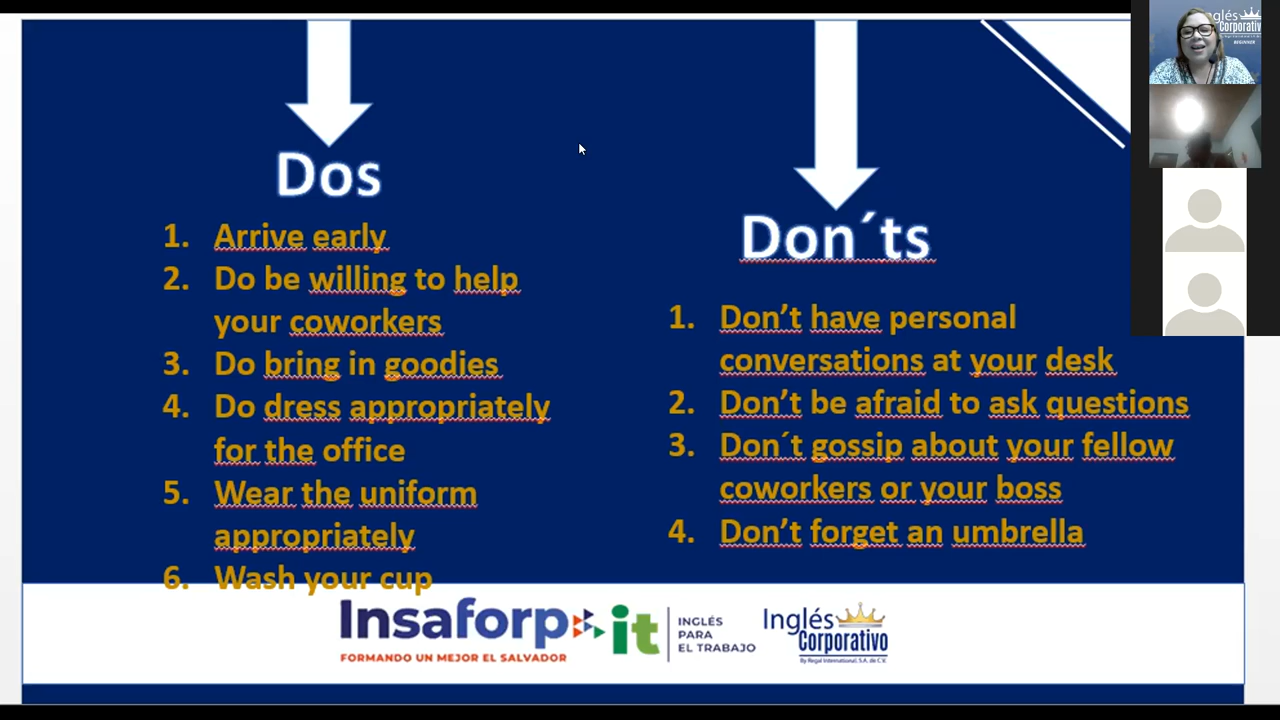 Dos
1. Arrive early
2. Do be willing to help
your coworkers
3. Do bring in goodies
4. Do dress appropriately
for the office
5. Wear the uniform
appropriately
6. Wash your cup
Don´ts
1. Don’t have personal
conversations at your desk
2. Don’t be afraid to ask questions
3. Don´t gossip about your fellow
coworkers or your boss
4. Don’t forget an umbrella
Insaforp
FORMANDO UN MEJOR EL SALVADOR
it
INGLÉS
PARA
EL TRABAJO
Inglés
Corporativo
By Regal International, S.A. de C.V.
Inglés
Corporativo
BEGINNER